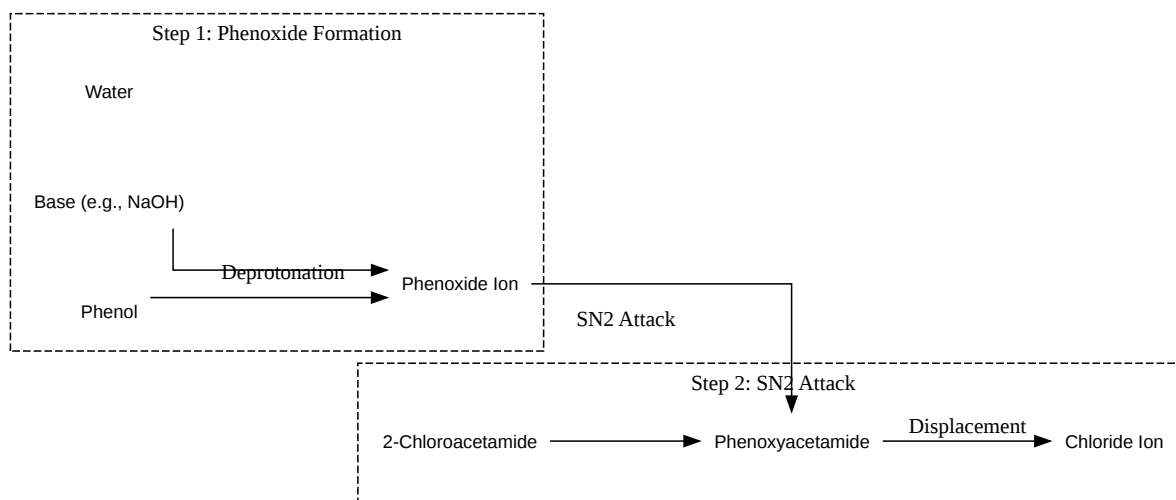 Step 1: Phenoxide Formation
Water
Base (e.g., NaOH)
Deprotonation
Phenoxide Ion
Phenol
SN2 Attack
Step 2: SN2 Attack
2-Chloroacetamide
Phenoxyacetamide
Displacement
Chloride Ion